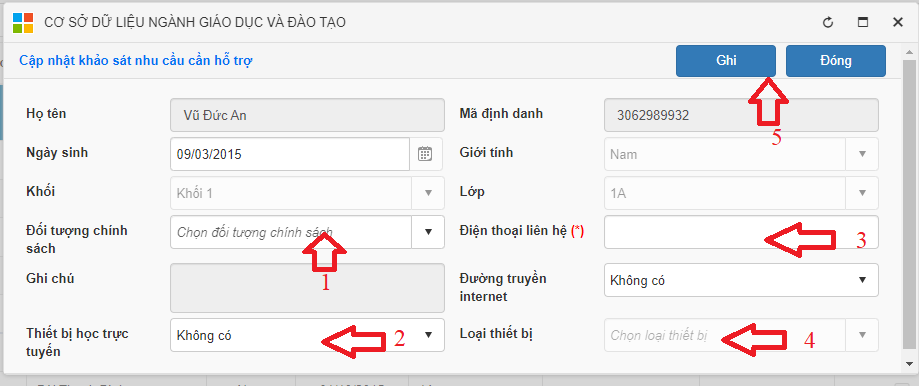 CƠ SỞ DỮ LIỆU NGÀNH GIÁO DỤC VÀ ĐÀO TẠO
Cập nhật khảo sát nhu cầu cần hỗ trợ
Ghi
Đóng
Họ tên
Vũ Đức An
Mã định danh
3062989932
5
Ngày sinh
09/03/2015
Giới tính
Nam
Khối
Khối 1
Lớp
1A
Đối tượng chính
sách
Chọn đối tượng chính sách
1
Điện thoại liên hệ (*)
3
Ghi chú
Đường truyền
internet
Không có
Thiết bị học trực
tuyến
Không có
2
Loại thiết bị
Chọn loại thiết bị
4